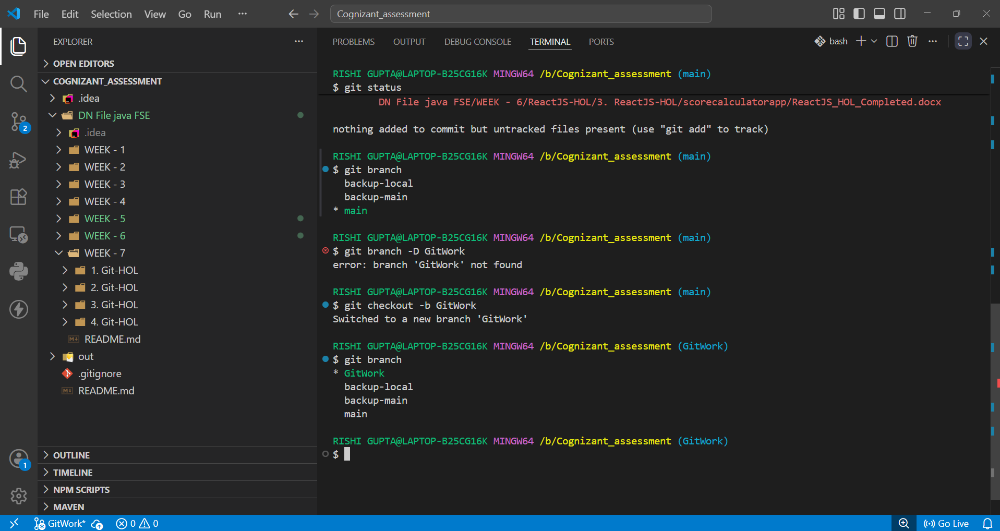 File Edit Selection View Go Run ···
Cognizant_assessment
EXPLORER
OPEN EDITORS
COGNIZANT_ASSESSMENT
.idea
DN File java FSE
.idea
WEEK - 1
WEEK - 2
WEEK - 3
WEEK - 4
WEEK - 5
WEEK - 6
WEEK - 7
1. Git-HOL
2. Git-HOL
3. Git-HOL
4. Git-HOL
README.md
out
.gitignore
README.md
OUTLINE
TIMELINE
NPM SCRIPTS
MAVEN
2
1
PROBLEMS OUTPUT DEBUG CONSOLE TERMINAL PORTS
bash
RISHI GUPTA@LAPTOP-B25CG16K MINGW64 /b/Cognizant_assessment (main)
$ git status
DN File java FSE/WEEK - 6/ReactJS-HOL/3. ReactJS-HOL/scorecalculatorapp/ReactJS_HOL_Completed.docx
nothing added to commit but untracked files present (use "git add" to track)
RISHI GUPTA@LAPTOP-B25CG16K MINGW64 /b/Cognizant_assessment (main)
$ git branch
backup-local
backup-main
* main
RISHI GUPTA@LAPTOP-B25CG16K MINGW64 /b/Cognizant_assessment (main)
$ git branch -D GitWork
error: branch 'GitWork' not found
RISHI GUPTA@LAPTOP-B25CG16K MINGW64 /b/Cognizant_assessment (main)
$ git checkout -b GitWork
Switched to a new branch 'GitWork'
RISHI GUPTA@LAPTOP-B25CG16K MINGW64 /b/Cognizant_assessment (GitWork)
$ git branch
* GitWork
backup-local
backup-main
main
RISHI GUPTA@LAPTOP-B25CG16K MINGW64 /b/Cognizant_assessment (GitWork)
$
GitWork* 0 0
Go Live